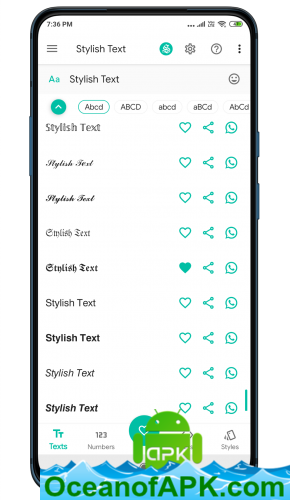 7:36 PM
Stylish Text
Aa Stylish Text
Abcd ABCD abcd aBCd AbCd
𝕾𝖙𝖞𝖑𝖎𝖘𝖍 𝕿𝖊𝖝𝖙
𝒮𝓉𝓎𝓁𝒾𝓈𝒽 𝒯𝑒𝓍𝓉
𝓢𝓽𝔂𝓵𝓲𝓼𝓱 𝓣𝓮𝔁𝓽
𝔖𝔱𝔶𝔩𝔦𝔰𝔥 𝔗𝔢𝔵𝔱
𝕾𝖙𝖞𝖑𝖎𝖘𝖍 𝕿𝖊𝖝𝖙
Stylish Text
Stylish Text
Stylish Text
Stylish Text
Tт 123
Texts Numbers Styles
APK
OceanofAPK.com